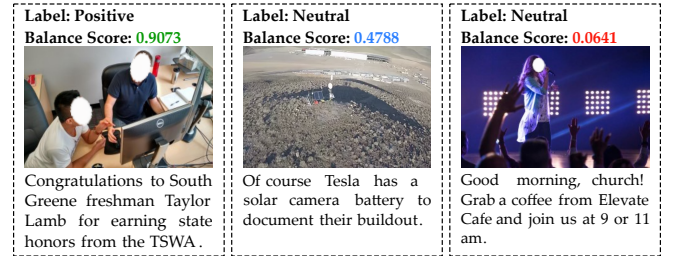 Label: Positive
Balance Score: 0.9073
DELL
Congratulations to South
Greene freshman Taylor
Lamb for earning state
honors from the TSWA.
Label: Neutral
Balance Score: 0.4788
Of course Tesla has a
solar camera battery to
document their buildout.
Label: Neutral
Balance Score: 0.0641
Good morning, church!
Grab a coffee from Elevate
Cafe and join us at 9 or 11
am.